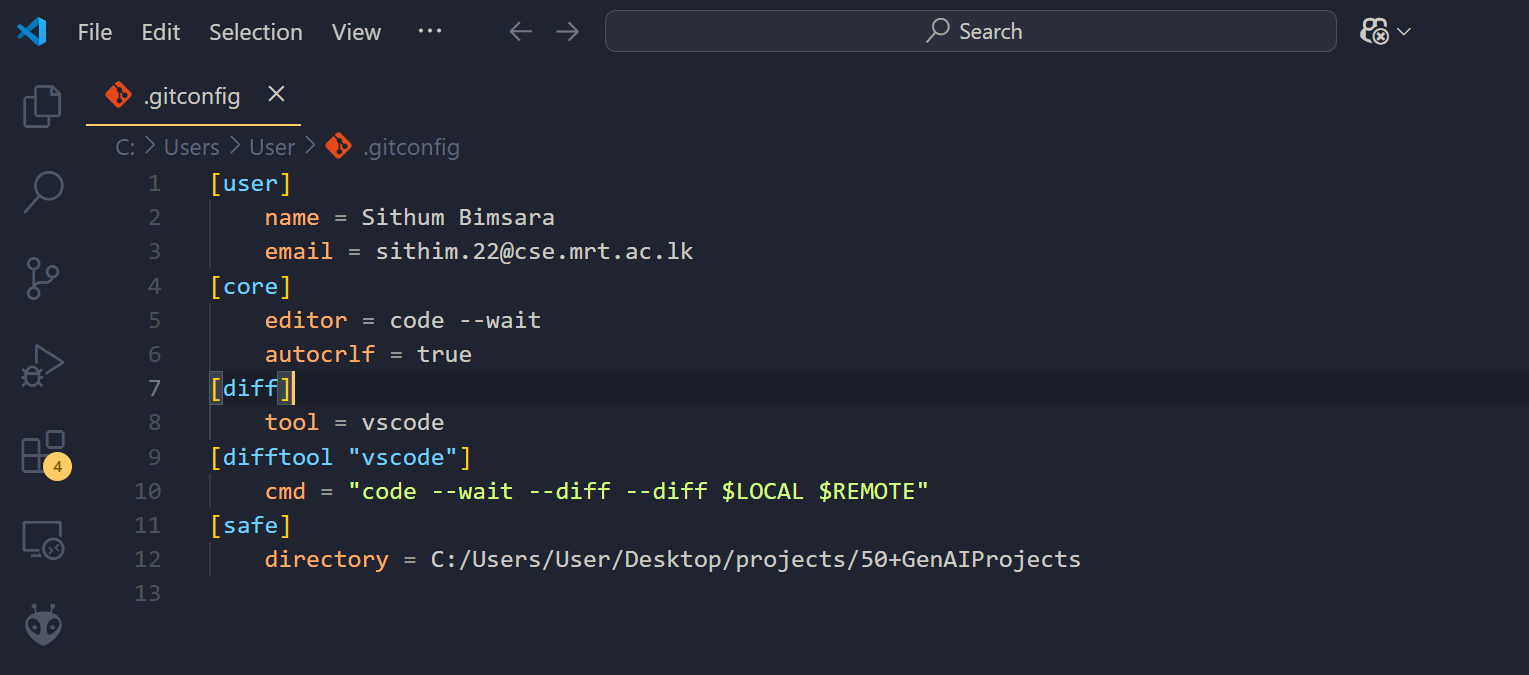 File Edit Selection View ··· Search
.gitconfig
C: > Users > User > .gitconfig
1 [user]
2 name = Sithum Bimsara
3 email = sithim.22@cse.mrt.ac.lk
4 [core]
5 editor = code --wait
6 autocrlf = true
7 [diff]
8 tool = vscode
9 [difftool "vscode"]
10 cmd = "code --wait --diff --diff $LOCAL $REMOTE"
11 [safe]
12 directory = C:/Users/User/Desktop/projects/50+GenAIProjects
13
4